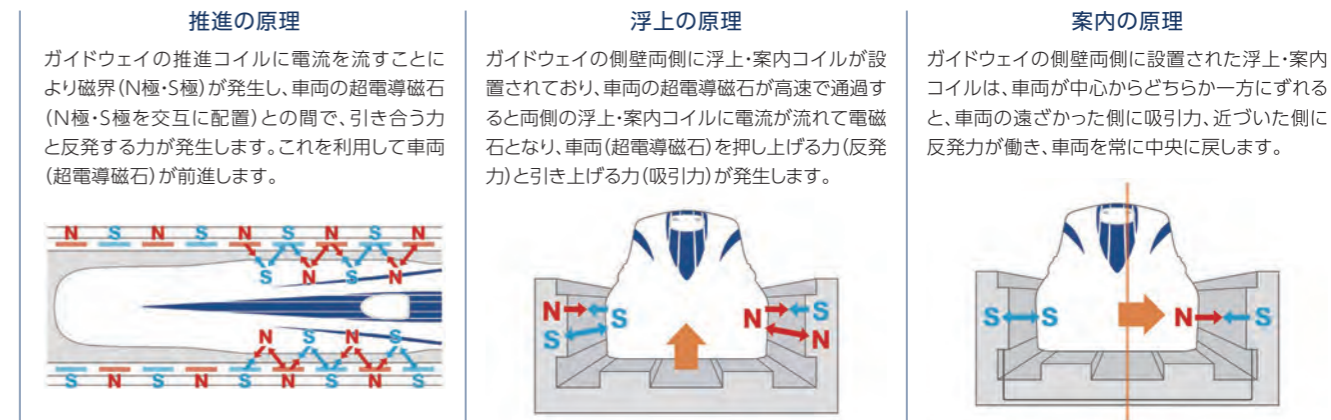 推進の原理
ガイドウェイの推進コイルに電流を流すことに
より磁界(N極・S極)が発生し、車両の超電導磁石
(N極・S極を交互に配置)との間で、引き合う力
と反発する力が発生します。これを利用して車両
(超電導磁石)が前進します。
N S N S N S N S N
S N S N
N S N S
S N S N S N S N S
浮上の原理
ガイドウェイの側壁両側に浮上・案内コイルが設
置されており、車両の超電導磁石が高速で通過す
ると両側の浮上・案内コイルに電流が流れて電磁
石となり、車両(超電導磁石)を押し上げる力(反発
力)と引き上げる力(吸引力)が発生します。
N S N S
S N
案内の原理
ガイドウェイの側壁両側に設置された浮上・案内
コイルは、車両が中心からどちらか一方にずれる
と、車両の遠ざかった側に吸引力、近づいた側に
反発力が働き、車両を常に中央に戻します。
S S N S